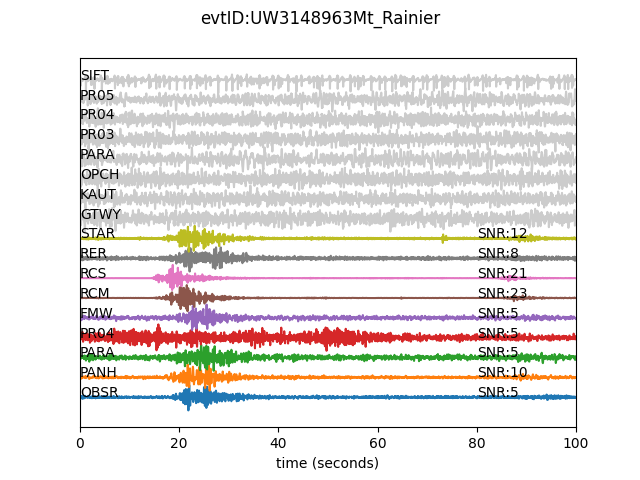 evtID:UW3148963Mt_Rainier
SIFT
PR05
PR04
PR03
PARA
OPCH
KAUT
GTWY
STAR SNR:12
RER SNR:8
RCS SNR:21
RCM SNR:23
FMW SNR:5
PR04 SNR:5
PARA SNR:5
PANH SNR:10
OBSR SNR:5
0 20 40 60 80 100
time (seconds)